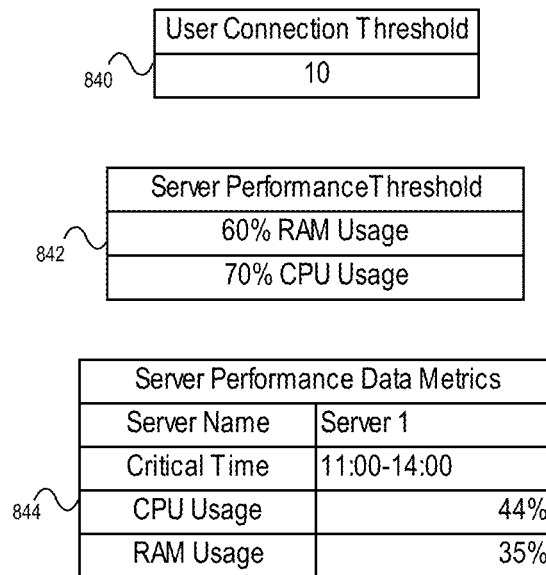 User Connection Threshold
10
840
Server PerformanceThreshold
60% RAM Usage
70% CPU Usage
842
Server Performance Data Metrics
Server Name Server 1
Critical Time 11:00-14:00
CPU Usage 44%
RAM Usage 35%
844